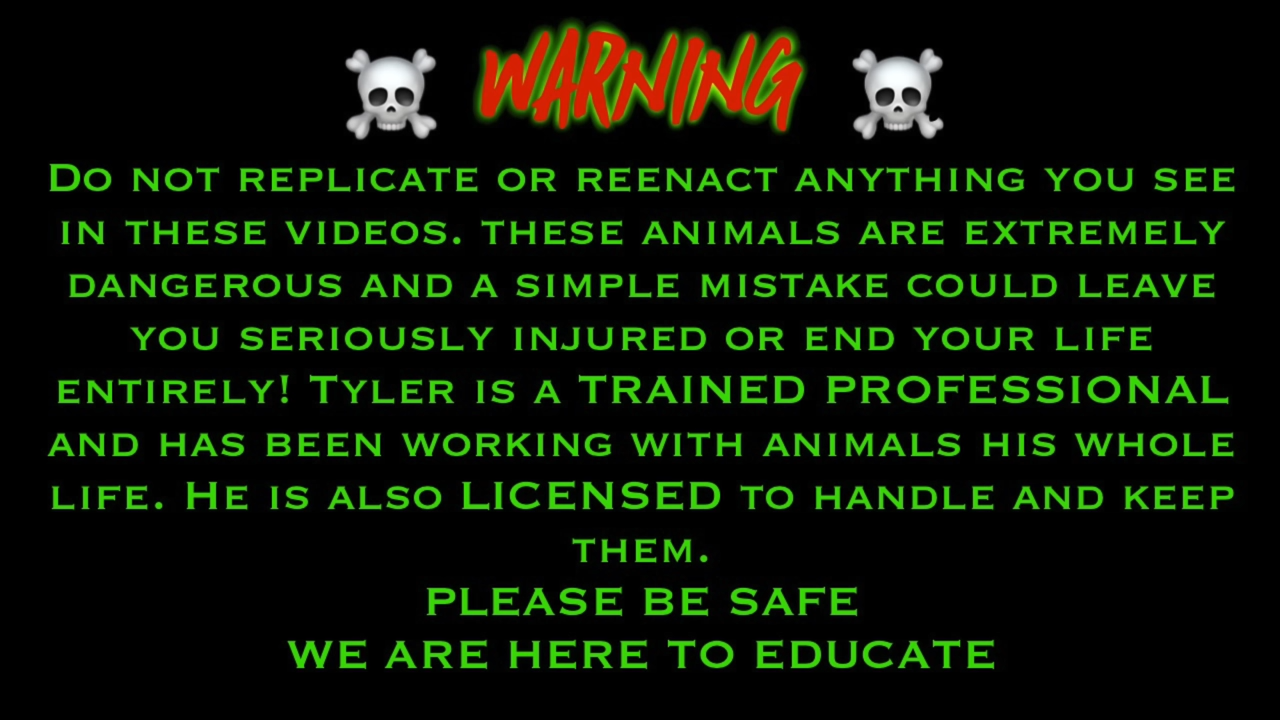 WARNING
Do not replicate or reenact anything you see
in these videos. these animals are extremely
dangerous and a simple mistake could leave
you seriously injured or end your life
entirely! Tyler is a TRAINED PROFESSIONAL
and has been working with animals his whole
life. He is also LICENSED to handle and keep
them.
PLEASE BE SAFE
WE ARE HERE TO EDUCATE